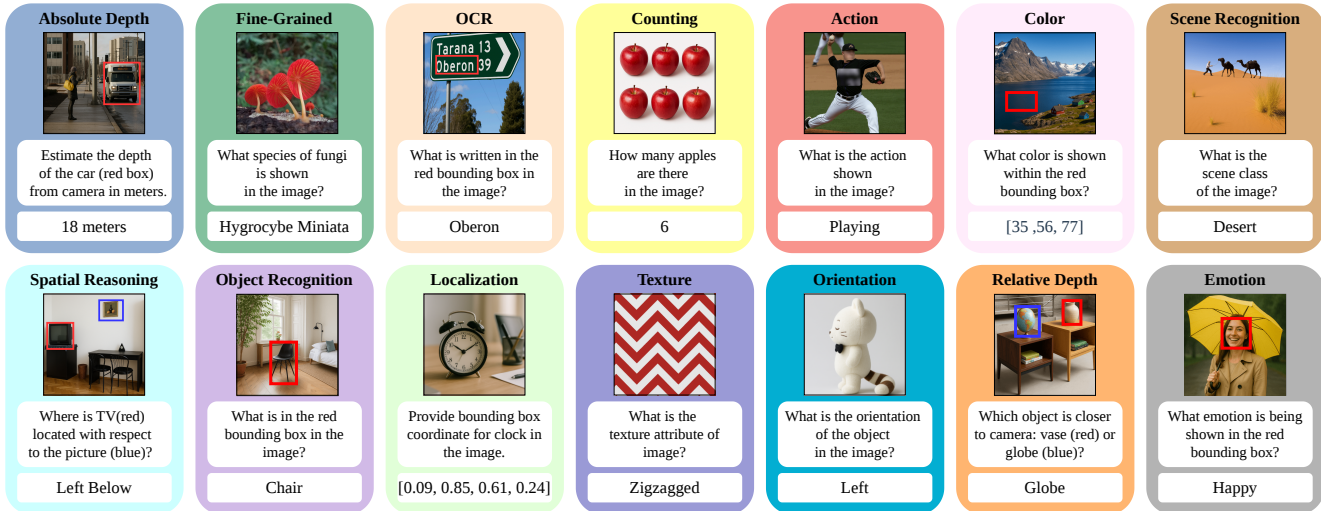 Absolute Depth
Estimate the depth
of the car (red box)
from camera in meters.
18 meters
Fine-Grained
What species of fungi
is shown
in the image?
Hygrocybe Miniata
OCR
Tarana 13
Oberon 39
What is written in the
red bounding box in
the image?
Oberon
Counting
How many apples
are there
in the image?
6
Action
What is the action
shown
in the image?
Playing
Color
What color is shown
within the red
bounding box?
[35 ,56, 77]
Scene Recognition
What is the
scene class
of the image?
Desert
Spatial Reasoning
Where is TV(red)
located with respect
to the picture (blue)?
Left Below
Object Recognition
What is in the red
bounding box in the
image?
Chair
Localization
Provide bounding box
coordinate for clock in
the image.
[0.09, 0.85, 0.61, 0.24]
Texture
What is the
texture attribute of
image?
Zigzagged
Orientation
What is the orientation
of the object
in the image?
Left
Relative Depth
Which object is closer
to camera: vase (red) or
globe (blue)?
Globe
Emotion
What emotion is being
shown in the red
bounding box?
Happy